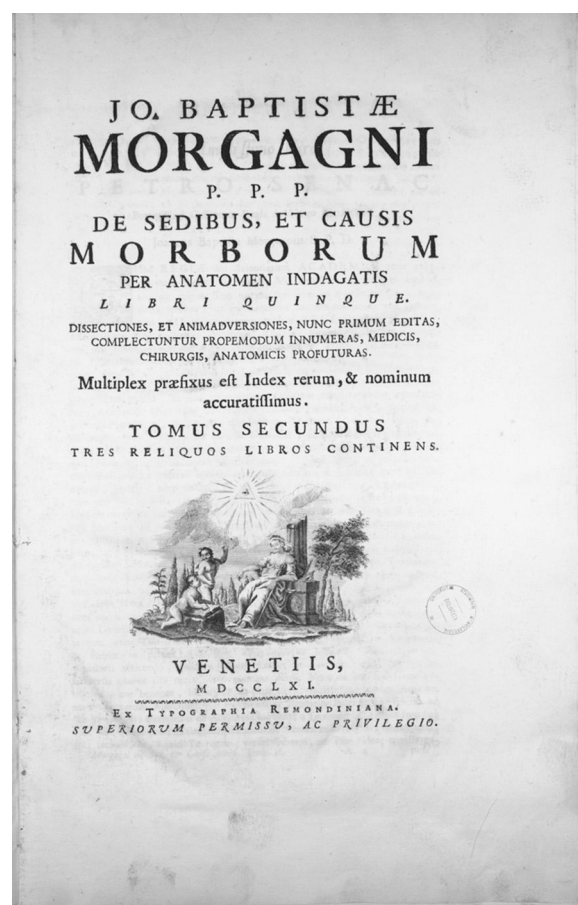 JO. BAPTISTÆ
MORGAGNI
P. P. P.
DE SEDIBUS, ET CAUSIS
MORBORUM
PER ANATOMEN INDAGATIS
LIBRI QUINQUE.
DISSECTIONES, ET ANIMADVERSIONES, NUNC PRIMUM EDITAS,
COMPLECTUNTUR PROPEMODUM INNUMERAS, MEDICIS,
CHIRURGIS, ANATOMICIS PROFUTURAS.
Multiplex præfixus eſt Index rerum, & nominum
accuratiſſimus.
TOMUS SECUNDUS
TRES RELIQUOS LIBROS CONTINENS.
VENETIIS,
MDCCLXI.
EX TYPOGRAPHIA REMONDINIANA.
SVPERIORVM PERMISSV, AC PRIVILEGIO.